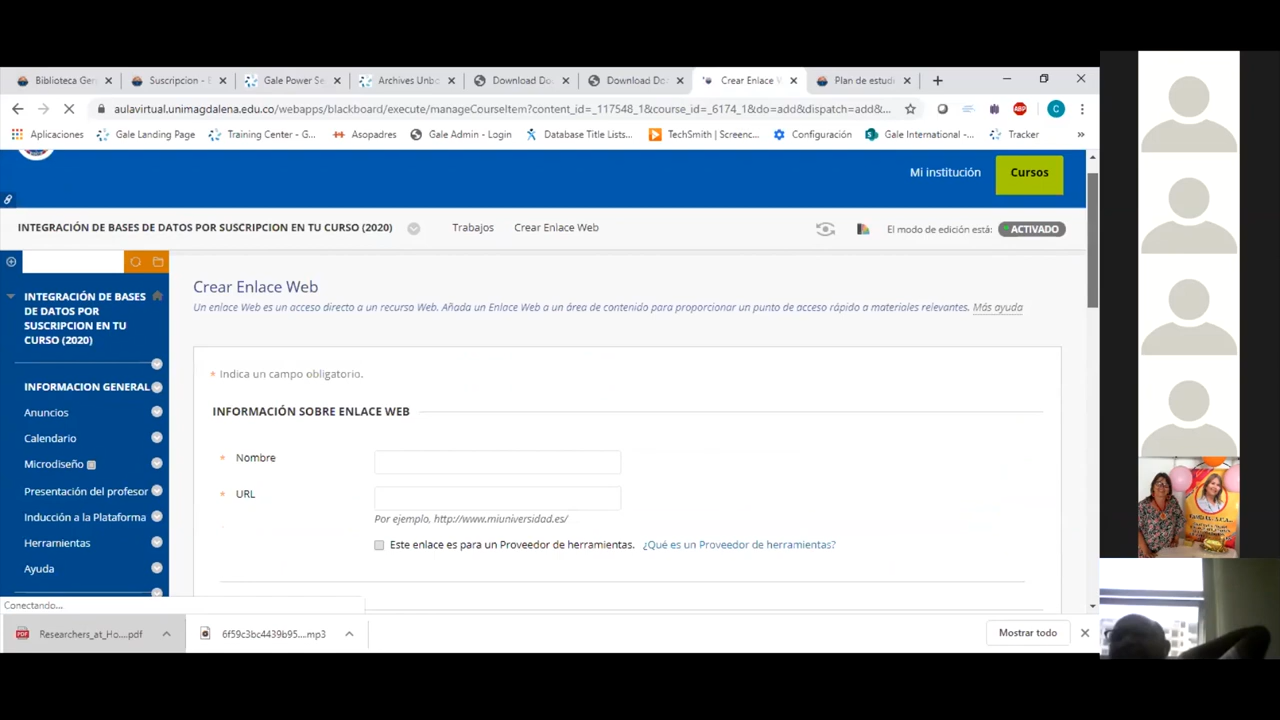 Biblioteca Gen
Suscripcion - B
Gale Power Se
Archives Unbo
Download Do
Download Do
Crear Enlace W
Plan de estudi
aulavirtual.unimagdalena.edu.co/webapps/blackboard/execute/manageCourseItem?content_id=_117548_1&course_id=_6174_1&do=add&dispatch=add&...
ABP
C
Aplicaciones
Gale Landing Page
Training Center - G...
Asopadres
Gale Admin - Login
Database Title Lists...
TechSmith | Screenc...
Configuración
Gale International -...
Tracker
»
Mi institución
Cursos
INTEGRACIÓN DE BASES DE DATOS POR SUSCRIPCION EN TU CURSO (2020)
Trabajos
Crear Enlace Web
El modo de edición está:
ACTIVADO
INTEGRACIÓN DE BASES
DE DATOS POR
SUSCRIPCION EN TU
CURSO (2020)
INFORMACION GENERAL
Anuncios
Calendario
Microdiseño
Presentación del profesor
Inducción a la Plataforma
Herramientas
Ayuda
Crear Enlace Web
Un enlace Web es un acceso directo a un recurso Web. Añada un Enlace Web a un área de contenido para proporcionar un punto de acceso rápido a materiales relevantes. Más ayuda
* Indica un campo obligatorio.
INFORMACIÓN SOBRE ENLACE WEB
* Nombre
* URL
Por ejemplo, http://www.miuniversidad.es/
Este enlace es para un Proveedor de herramientas. ¿Qué es un Proveedor de herramientas?
Conectando...
Researchers_at_Ho....pdf
6f59c3bc4439b95....mp3
Mostrar todo